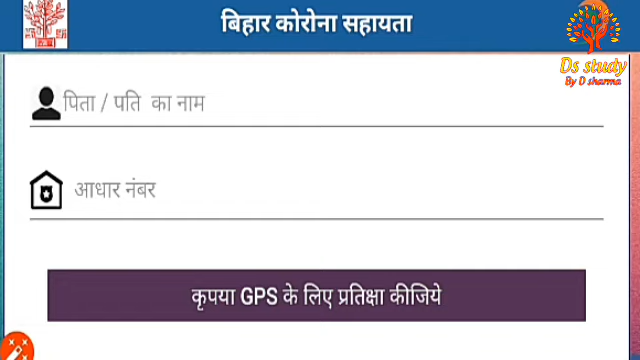 बिहार कोरोना सहायता
Ds study
By D sharma
पिता / पति का नाम
आधार नंबर
कृपया GPS के लिए प्रतिक्षा कीजिये